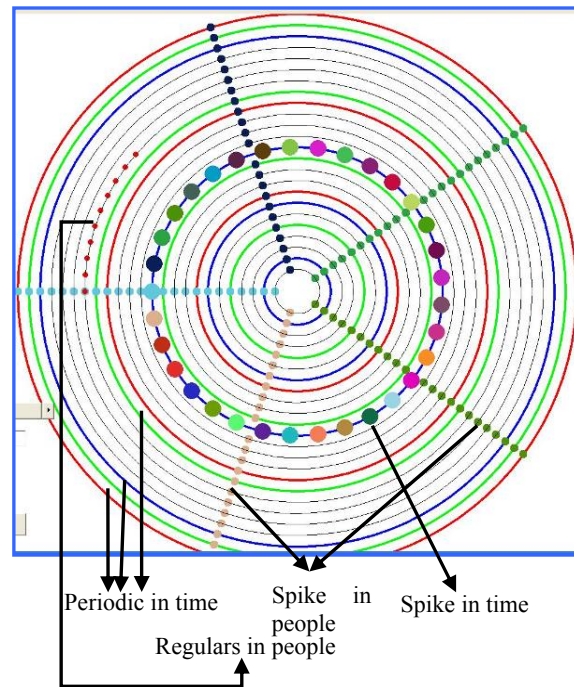 Periodic in time
Spike in
people
Spike in time
Regulars in people